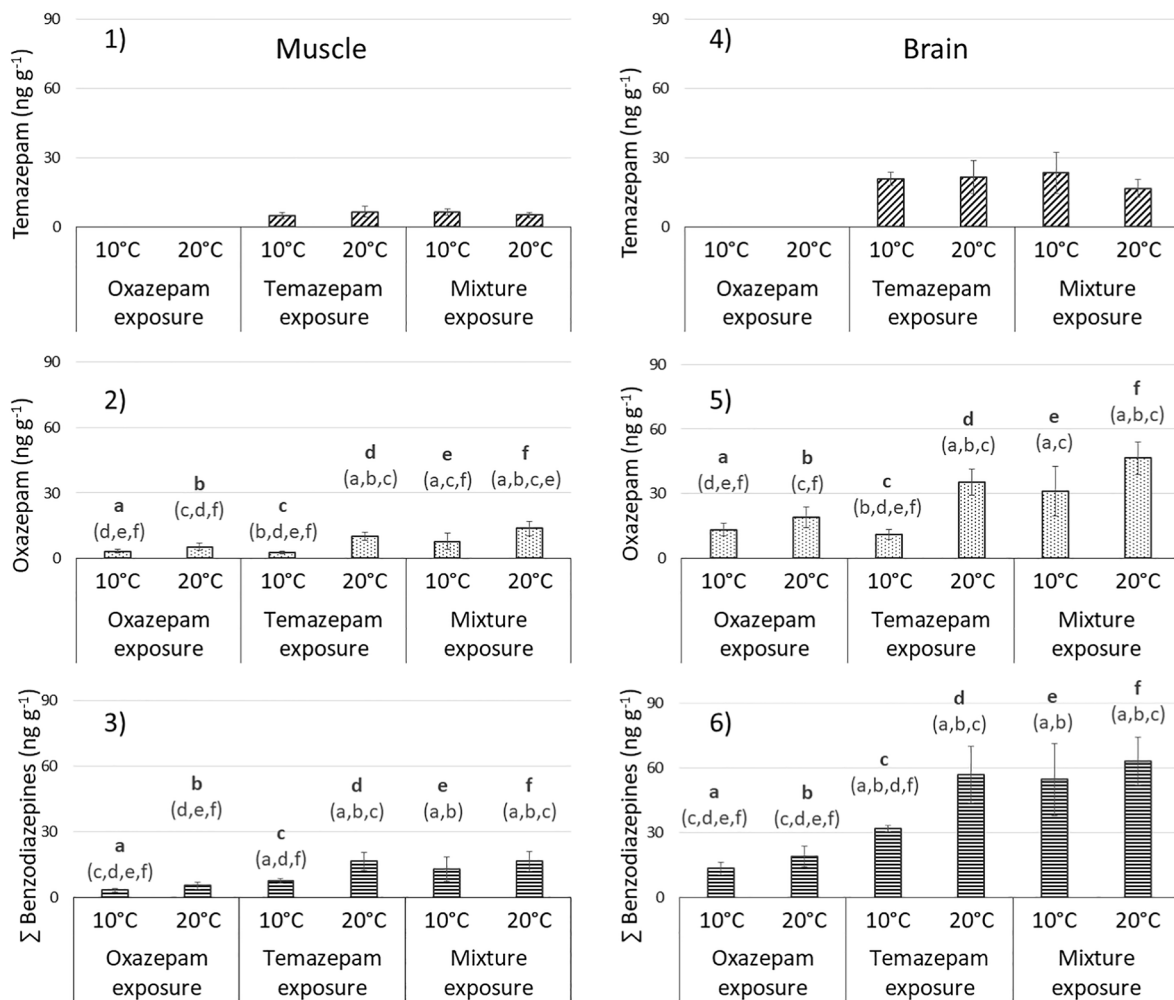 1)
Muscle
Temazepam (ng g⁻¹)
90
60
30
0
10°C 20°C 10°C 20°C 10°C 20°C
Oxazepam Temazepam Mixture
exposure exposure exposure
4)
Brain
Temazepam (ng g⁻¹)
90
60
30
0
10°C 20°C 10°C 20°C 10°C 20°C
Oxazepam Temazepam Mixture
exposure exposure exposure
2)
Oxazepam (ng g⁻¹)
90
60
30
0
a
(d,e,f)
b
(c,d,f)
c
(b,d,e,f)
d
(a,b,c)
e
(a,c,f)
f
(a,b,c,e)
10°C 20°C 10°C 20°C 10°C 20°C
Oxazepam Temazepam Mixture
exposure exposure exposure
5)
Oxazepam (ng g⁻¹)
90
60
30
0
a
(d,e,f)
b
(c,f)
c
(b,d,e,f)
d
(a,b,c)
e
(a,c)
f
(a,b,c)
10°C 20°C 10°C 20°C 10°C 20°C
Oxazepam Temazepam Mixture
exposure exposure exposure
3)
∑ Benzodiazepines (ng g⁻¹)
90
60
30
0
a
(c,d,e,f)
b
(d,e,f)
c
(a,d,f)
d
(a,b,c)
e
(a,b)
f
(a,b,c)
10°C 20°C 10°C 20°C 10°C 20°C
Oxazepam Temazepam Mixture
exposure exposure exposure
6)
∑ Benzodiazepines (ng g⁻¹)
90
60
30
0
a
(c,d,e,f)
b
(c,d,e,f)
c
(a,b,d,f)
d
(a,b,c)
e
(a,b)
f
(a,b,c)
10°C 20°C 10°C 20°C 10°C 20°C
Oxazepam Temazepam Mixture
exposure exposure exposure